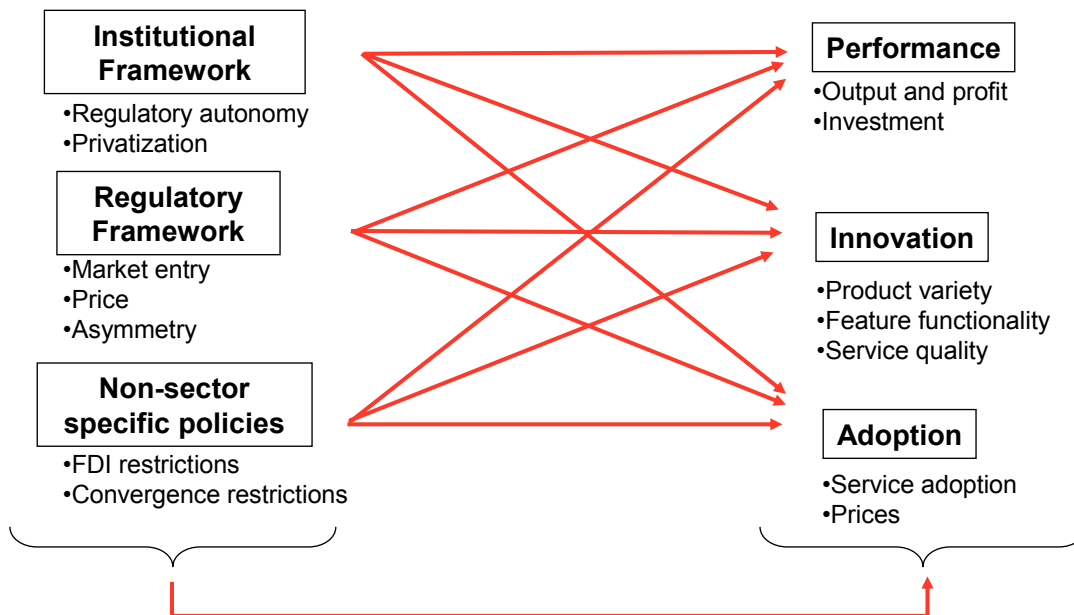 Institutional
Framework
•Regulatory autonomy
•Privatization
Regulatory
Framework
•Market entry
•Price
•Asymmetry
Non-sector
specific policies
•FDI restrictions
•Convergence restrictions
Performance
•Output and profit
•Investment
Innovation
•Product variety
•Feature functionality
•Service quality
Adoption
•Service adoption
•Prices